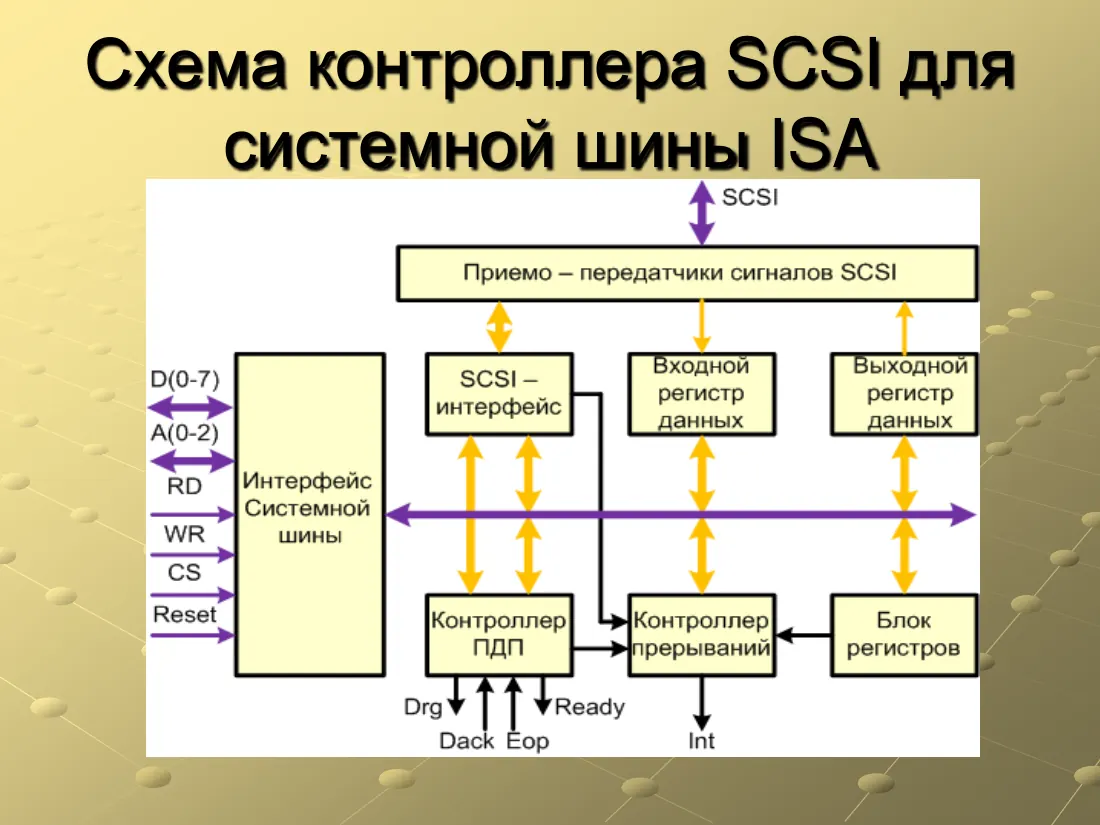 Схема контроллера SCSI для
системной шины ISA
SCSI
Приемо – передатчики сигналов SCSI
SCSI –
интерфейс
Входной
регистр
данных
Выходной
регистр
данных
D(0-7)
A(0-2)
RD
WR
CS
Reset
Интерфейс
Системной
шины
Контроллер
ПДП
Контроллер
прерываний
Блок
регистров
Drg
Dack
Eop
Ready
Int